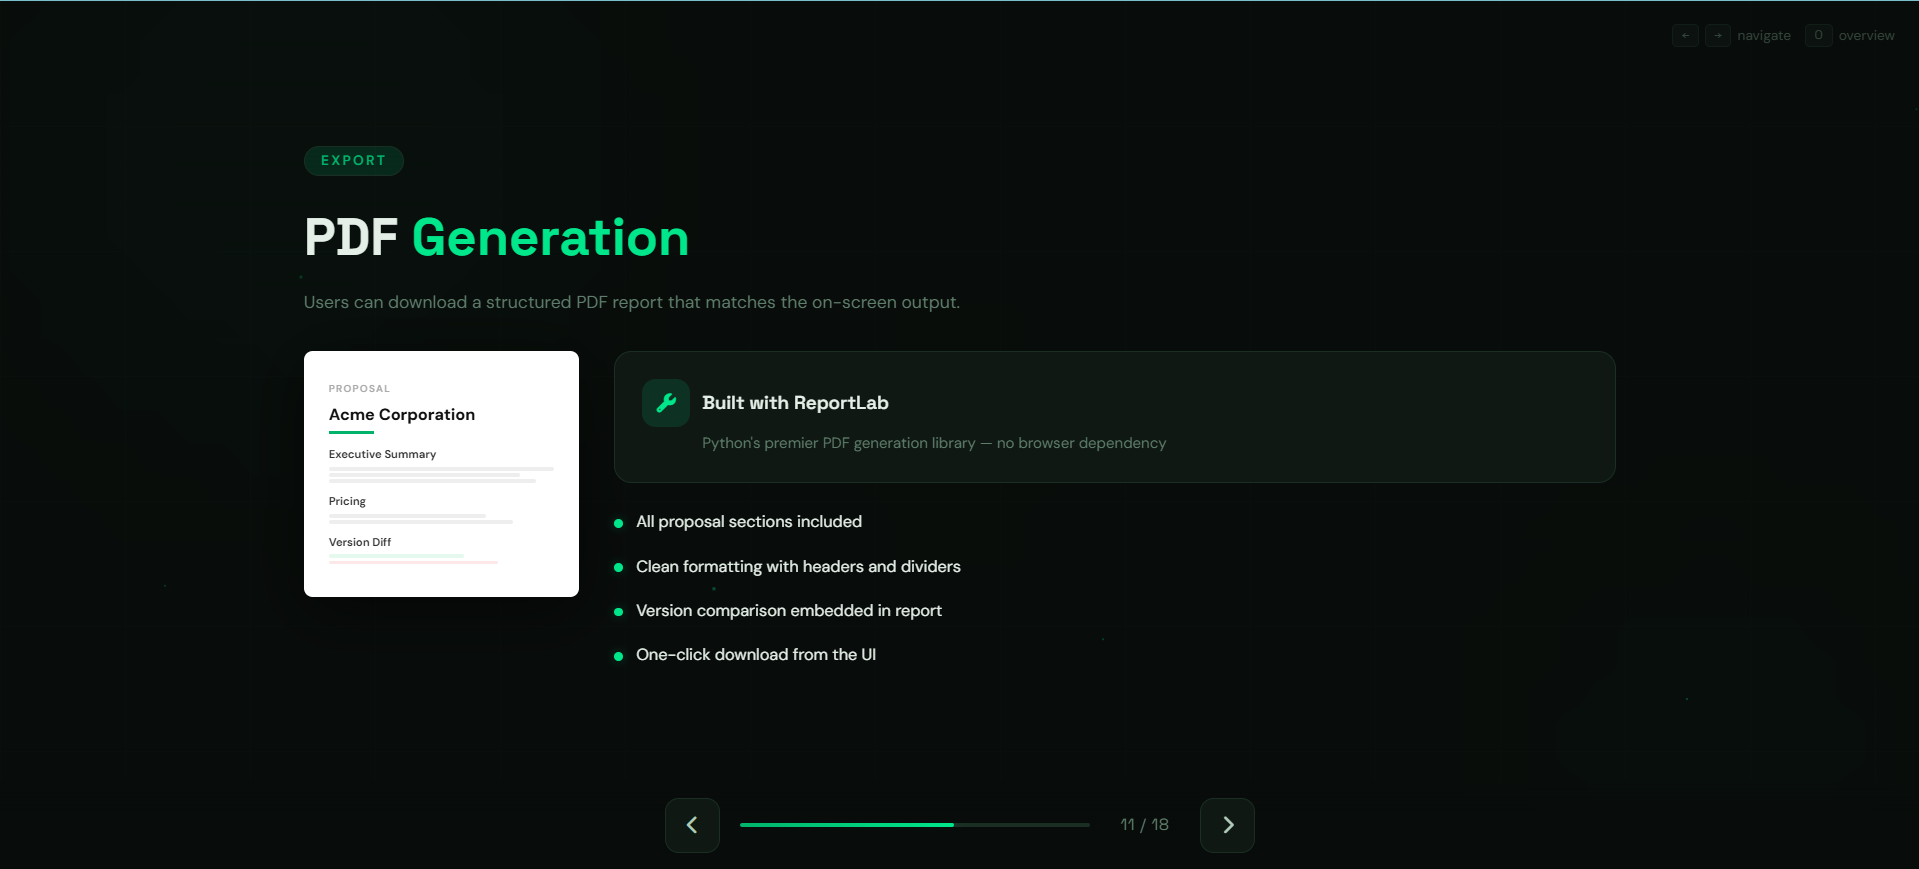 ← → navigate O overview
EXPORT
PDF Generation
Users can download a structured PDF report that matches the on-screen output.
PROPOSAL
Acme Corporation
Executive Summary
Pricing
Version Diff
Built with ReportLab
Python's premier PDF generation library — no browser dependency
All proposal sections included
Clean formatting with headers and dividers
Version comparison embedded in report
One-click download from the UI
11 / 18